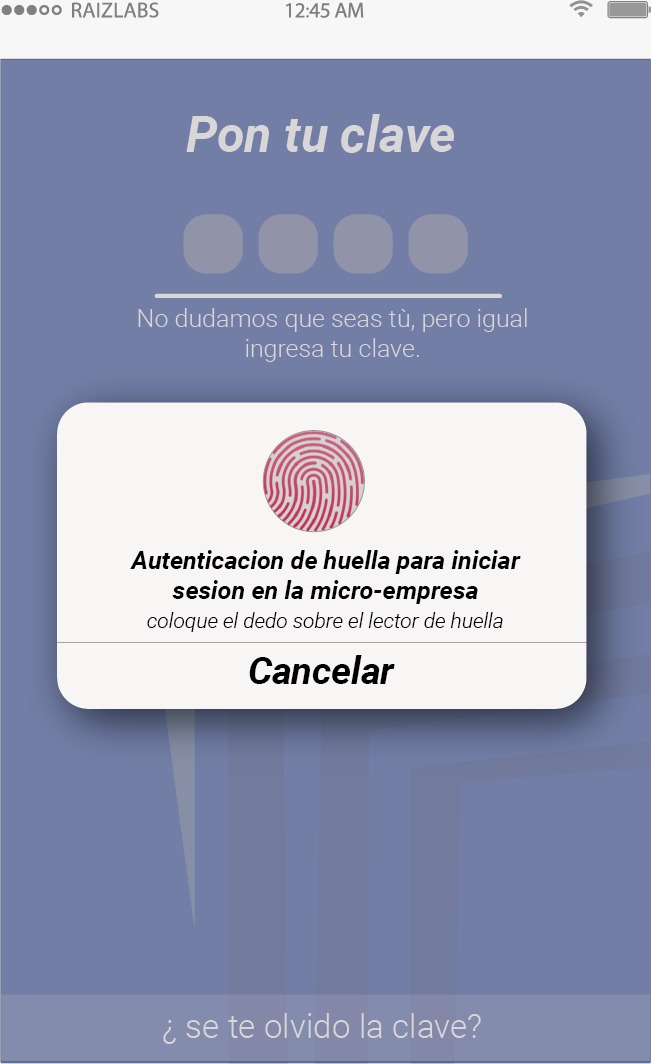 RAIZLABS 12:45 AM
Pon tu clave
No dudamos que seas tù, pero igual
ingresa tu clave.
Autenticacion de huella para iniciar
sesion en la micro-empresa
coloque el dedo sobre el lector de huella
Cancelar
¿ se te olvido la clave?